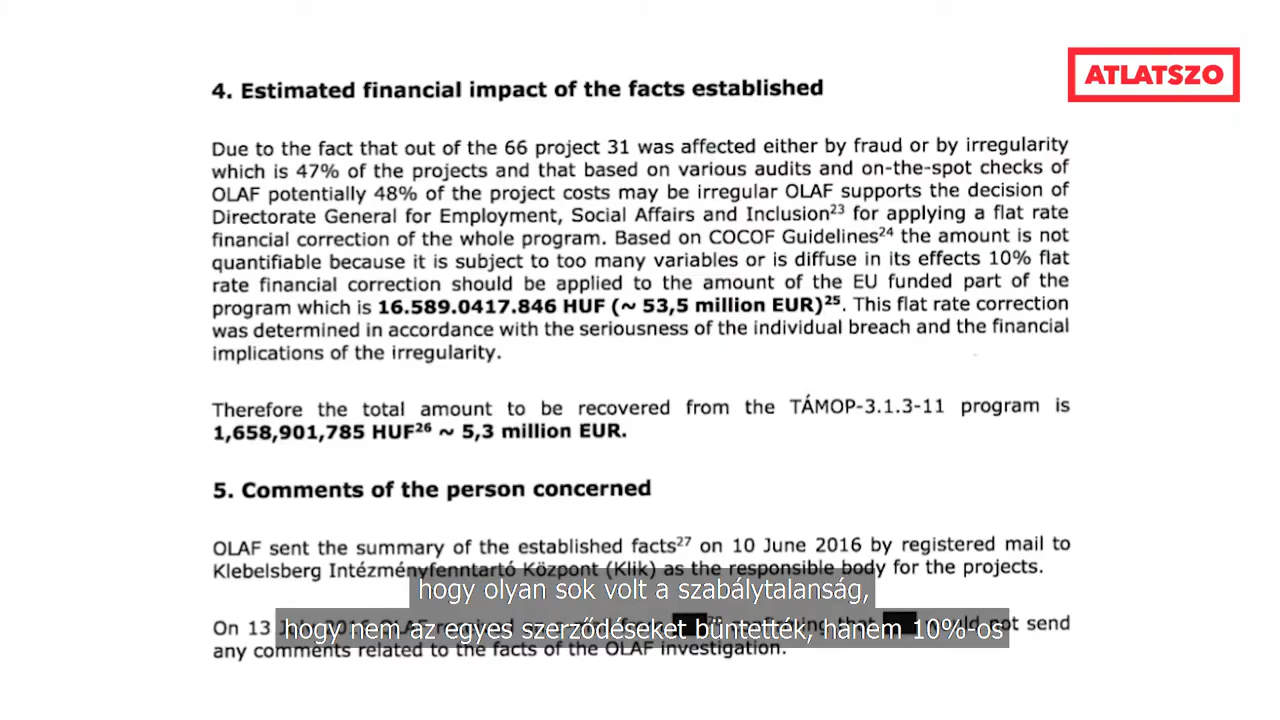 ATLATSZO
4. Estimated financial impact of the facts established
Due to the fact that out of the 66 project 31 was affected either by fraud or by irregularity
which is 47% of the projects and that based on various audits and on-the-spot checks of
OLAF potentially 48% of the project costs may be irregular OLAF supports the decision of
Directorate General for Employment, Social Affairs and Inclusion23 for applying a flat rate
financial correction of the whole program. Based on COCOF Guidelines24 the amount is not
quantifiable because it is subject to too many variables or is diffuse in its effects 10% flat
rate financial correction should be applied to the amount of the EU funded part of the
program which is 16.589.0417.846 HUF (~ 53,5 million EUR)25. This flat rate correction
was determined in accordance with the seriousness of the individual breach and the financial
implications of the irregularity.
Therefore the total amount to be recovered from the TÁMOP-3.1.3-11 program is
1,658,901,785 HUF26 ~ 5,3 million EUR.
5. Comments of the person concerned
OLAF sent the summary of the established facts27 on 10 June 2016 by registered mail to
Klebelsberg Intézményfenntartó Központ (Klik) as the responsible body for the projects.
hogy olyan sok volt a szabálytalanság,
On 13 not send
hogy nem az egyes szerződéseket büntették, hanem 10%-os
any comments related to the facts of the OLAF investigation.